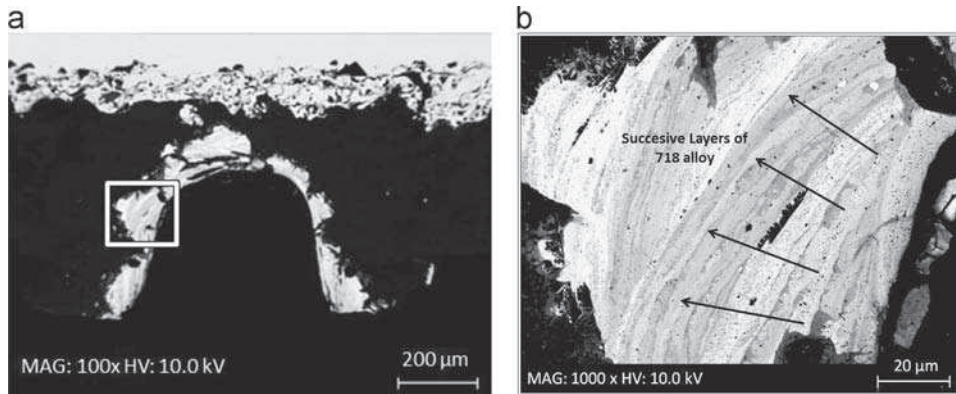 a
MAG: 100x HV: 10.0 kV
200 µm
b
Succesive Layers of
718 alloy
MAG: 1000 x HV: 10.0 kV
20 µm